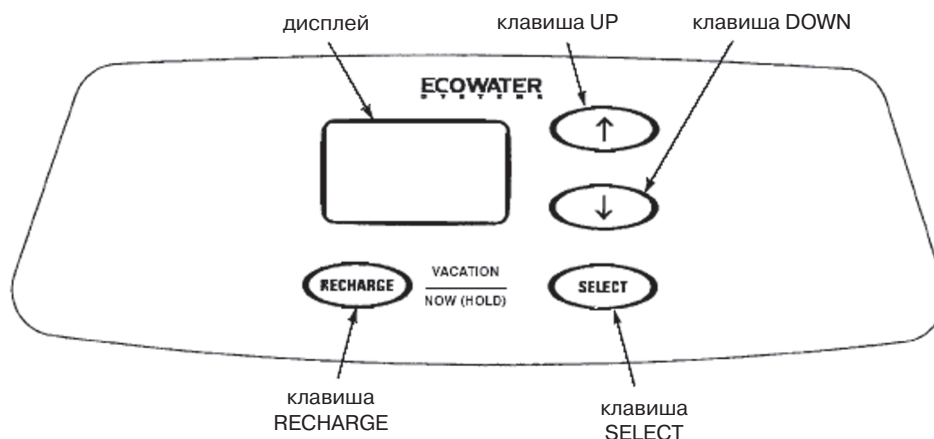 дисплей
клавиша UP
клавиша DOWN
ECOWATER
SYSTEMS
↑
↓
RECHARGE
VACATION
NOW (HOLD)
SELECT
клавиша
RECHARGE
клавиша
SELECT